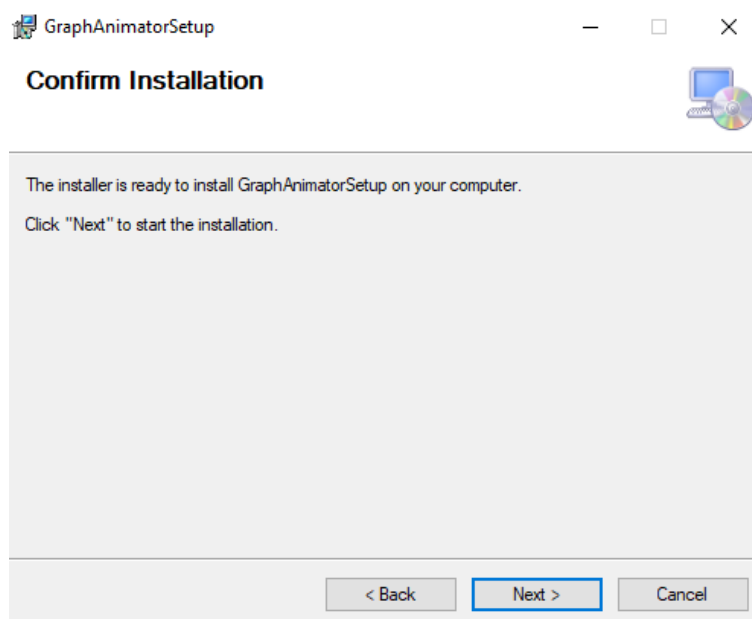 GraphAnimatorSetup
Confirm Installation
The installer is ready to install GraphAnimatorSetup on your computer.
Click "Next" to start the installation.
< Back
Next >
Cancel